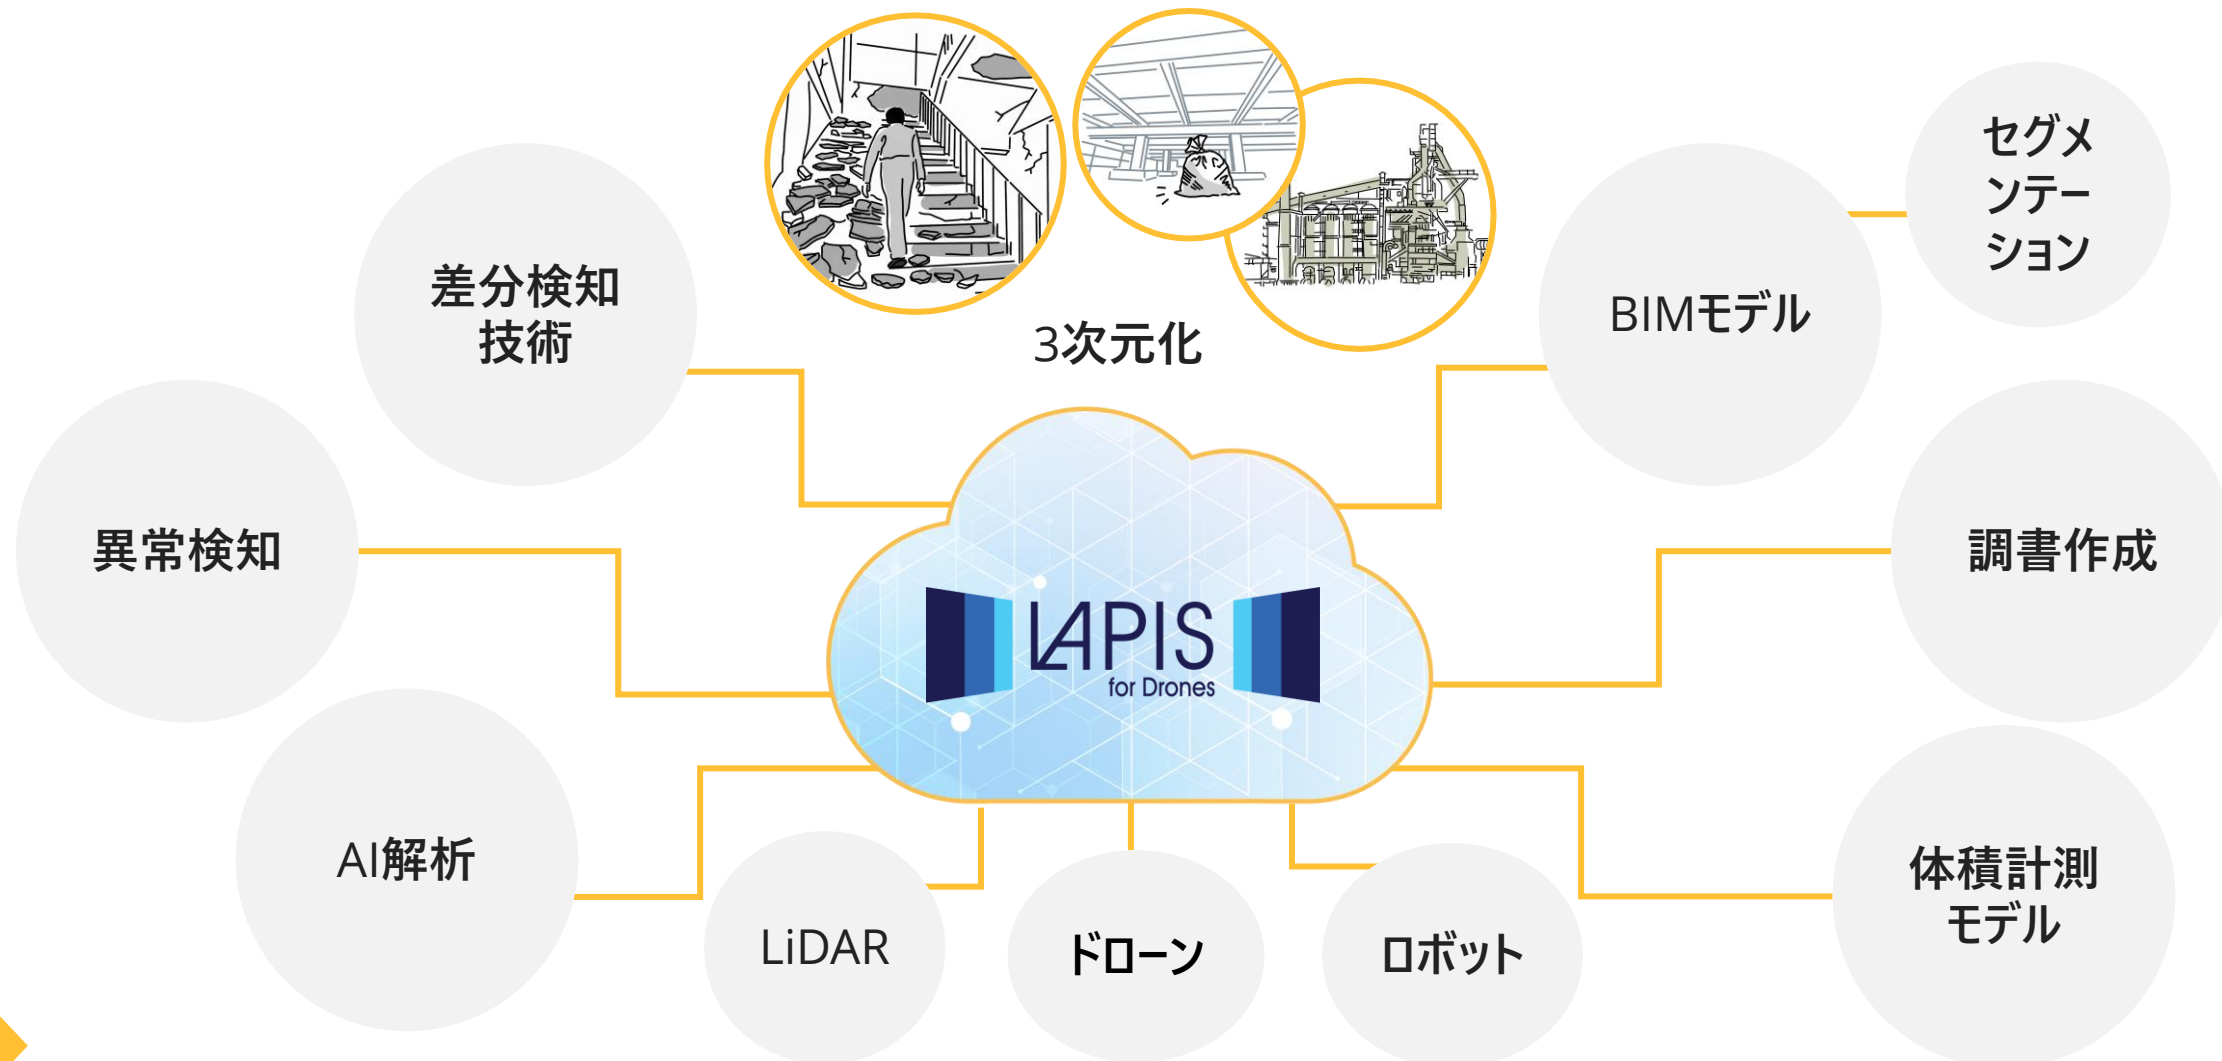 セグメ
ンテー
ション
差分検知
技術
3次元化
BIMモデル
異常検知
調書作成
LAPIS
for Drones
AI解析
体積計測
モデル
LiDAR
ドローン
ロボット